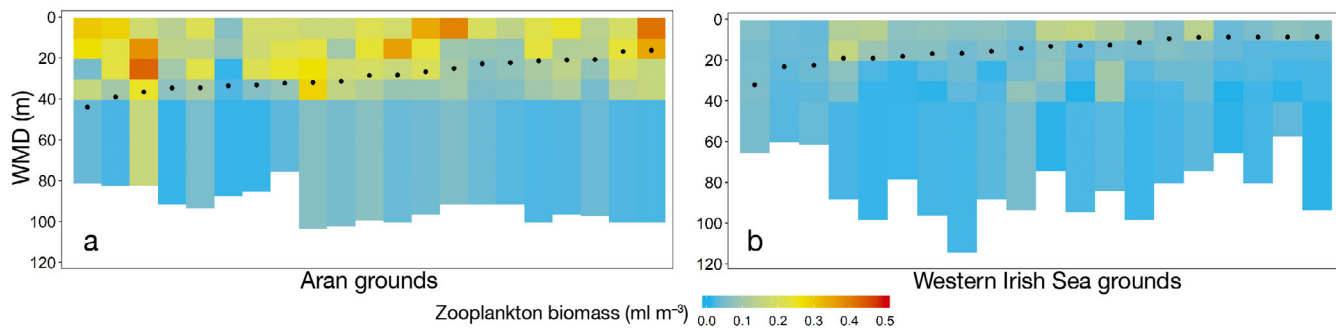 0
20
40
60
80
100
120
WMD (m)
a
Aran grounds
0
20
40
60
80
100
120
b
Western Irish Sea grounds
Zooplankton biomass (ml m⁻³)
0.0 0.1 0.2 0.3 0.4 0.5